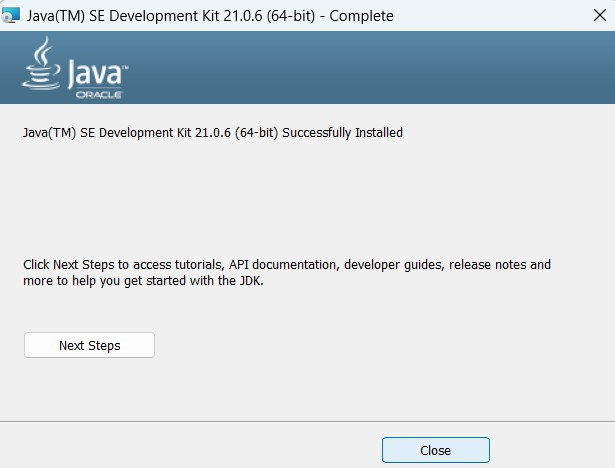 Java(TM) SE Development Kit 21.0.6 (64-bit) - Complete
Java™
ORACLE
Java(TM) SE Development Kit 21.0.6 (64-bit) Successfully Installed
Click Next Steps to access tutorials, API documentation, developer guides, release notes and
more to help you get started with the JDK.
Next Steps
Close